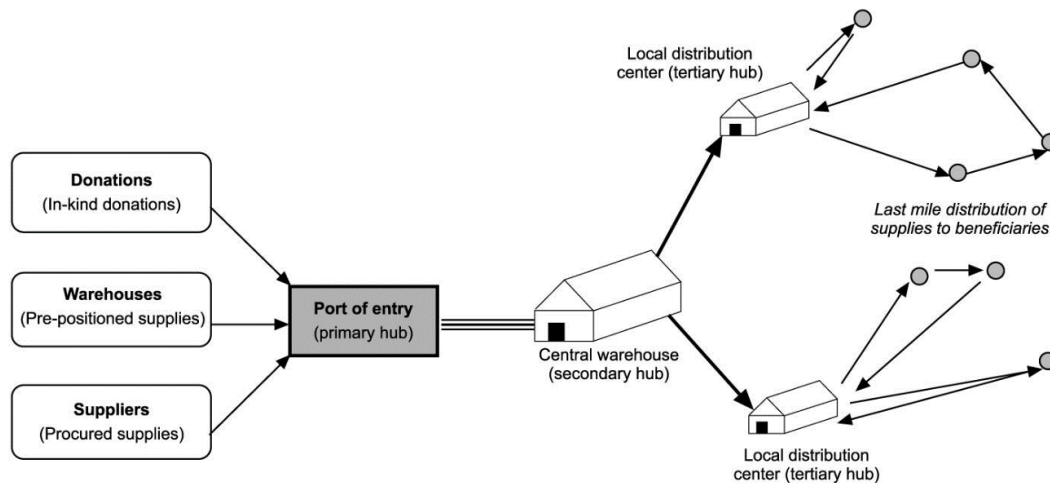 Donations
(In-kind donations)
Warehouses
(Pre-positioned supplies)
Suppliers
(Procured supplies)
Port of entry
(primary hub)
Central warehouse
(secondary hub)
Local distribution
center (tertiary hub)
Last mile distribution of
supplies to beneficiaries
Local distribution
center (tertiary hub)